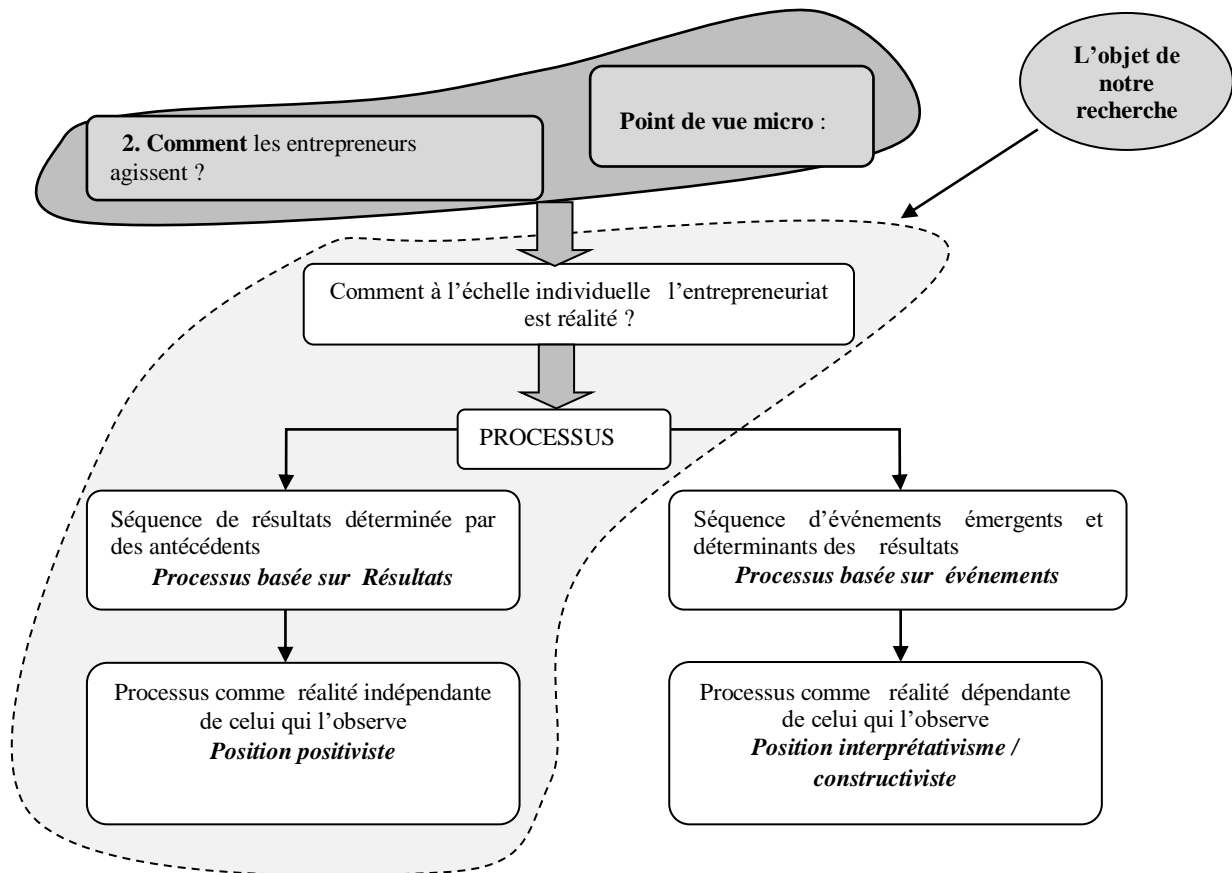 L’objet de
notre
recherche
Point de vue micro :
2. Comment les entrepreneurs
agissent ?
Comment à l’échelle individuelle l’entrepreneuriat
est réalité ?
PROCESSUS
Séquence de résultats déterminée par
des antécédents
Processus basée sur Résultats
Séquence d’événements émergents et
déterminants des résultats
Processus basée sur événements
Processus comme réalité indépendante
de celui qui l’observe
Position positiviste
Processus comme réalité dépendante
de celui qui l’observe
Position interprétativisme /
constructiviste